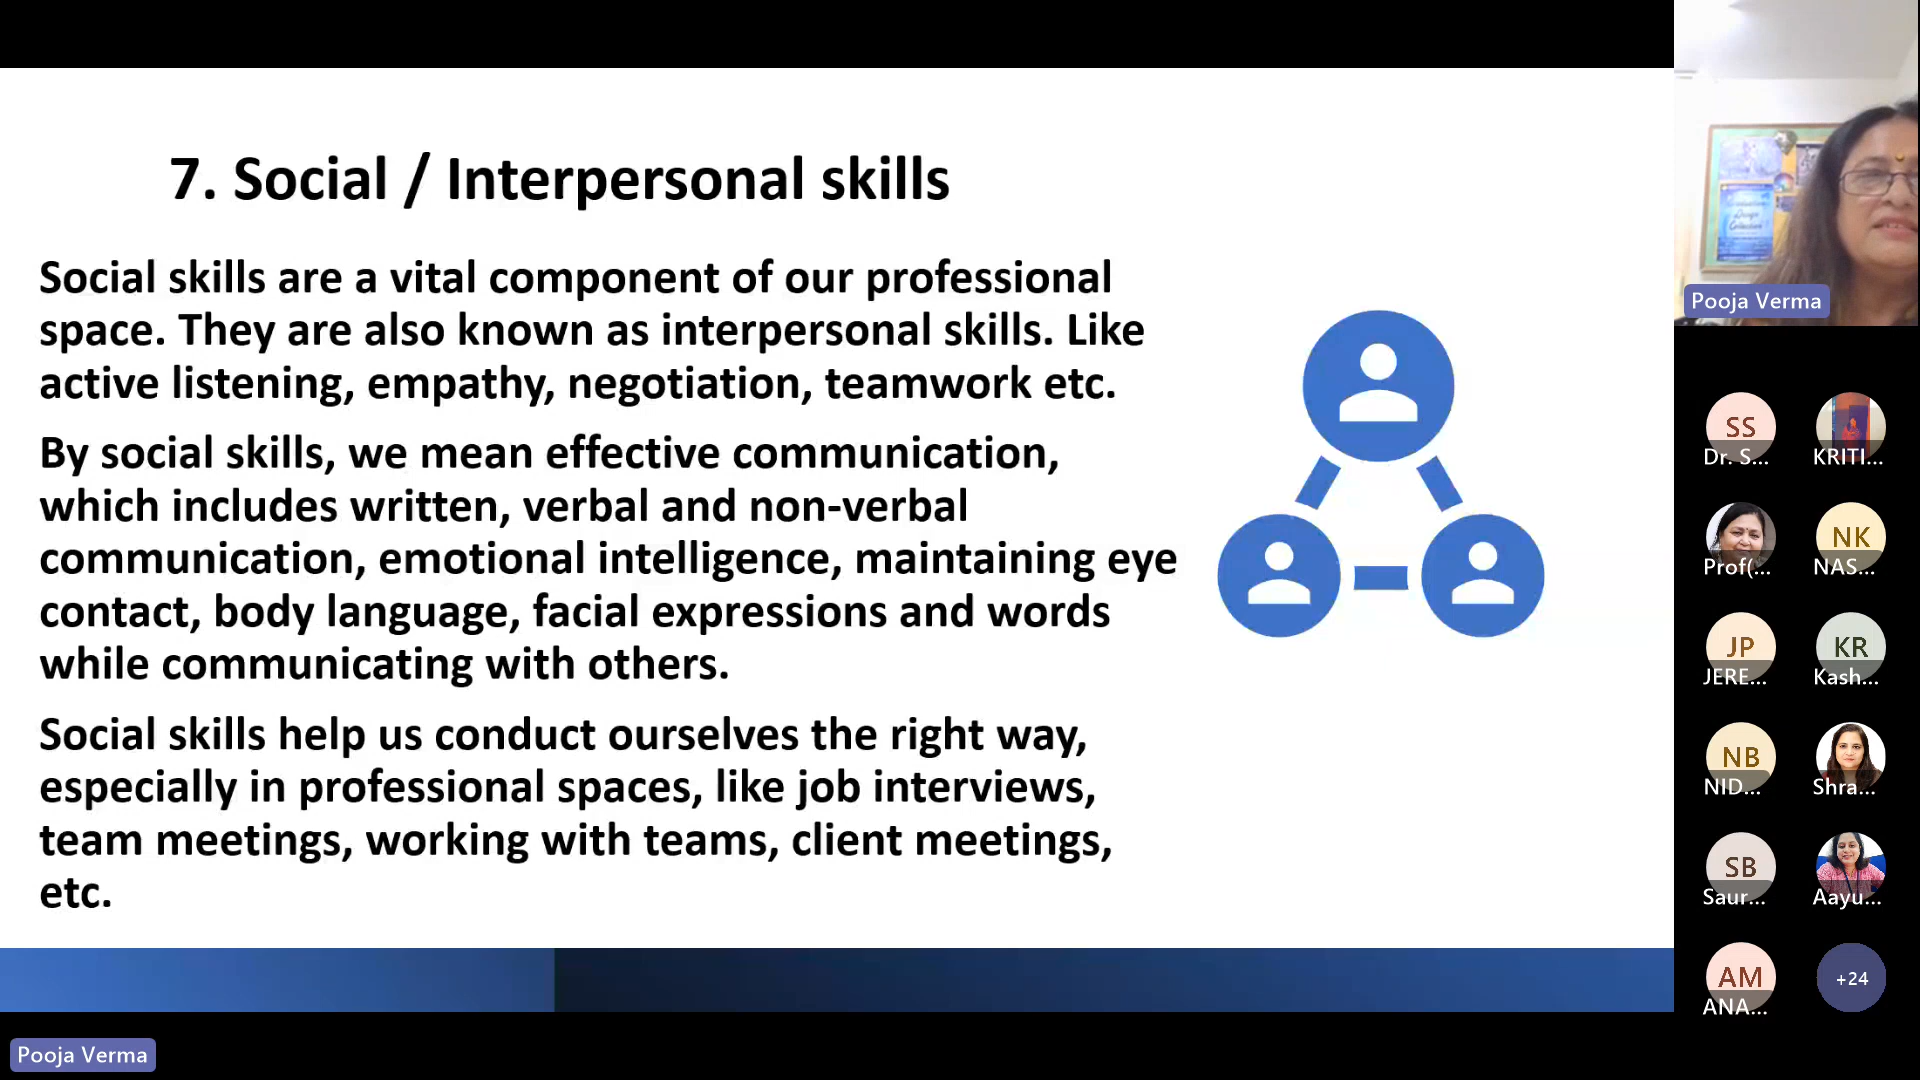 7. Social / Interpersonal skills
Social skills are a vital component of our professional
space. They are also known as interpersonal skills. Like
active listening, empathy, negotiation, teamwork etc.
By social skills, we mean effective communication,
which includes written, verbal and non-verbal
communication, emotional intelligence, maintaining eye
contact, body language, facial expressions and words
while communicating with others.
Social skills help us conduct ourselves the right way,
especially in professional spaces, like job interviews,
team meetings, working with teams, client meetings,
etc.
Pooja Verma
Pooja Verma
SS
Dr. S...
KRITI...
Prof(...
NK
NAS...
JP
JERE...
KR
Kash...
NB
NID...
Shra...
SB
Saur...
Aayu...
AM
ANA...
+24